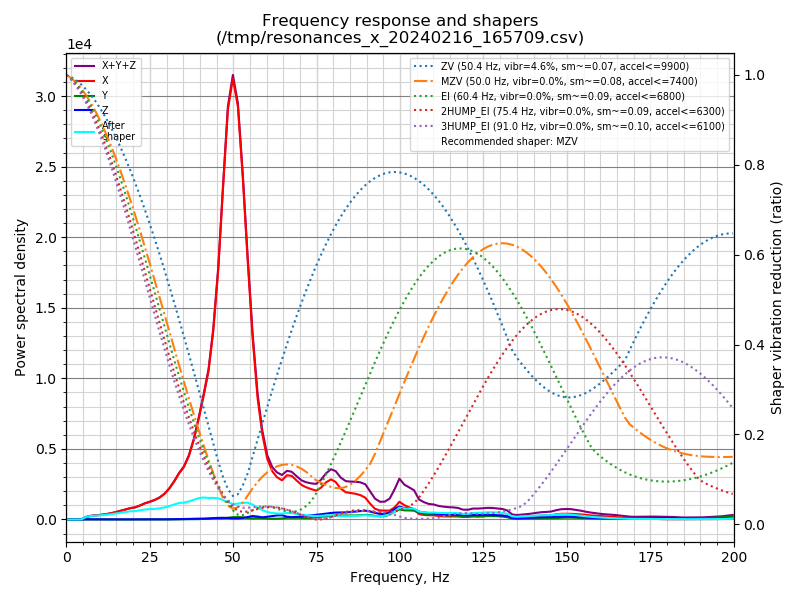 Frequency response and shapers
(/tmp/resonances_x_20240216_165709.csv)
1e4
X+Y+Z
X
Y
Z
After
shaper
ZV (50.4 Hz, vibr=4.6%, sm~=0.07, accel<=9900)
MZV (50.0 Hz, vibr=0.0%, sm~=0.08, accel<=7400)
EI (60.4 Hz, vibr=0.0%, sm~=0.09, accel<=6800)
2HUMP_EI (75.4 Hz, vibr=0.0%, sm~=0.09, accel<=6300)
3HUMP_EI (91.0 Hz, vibr=0.0%, sm~=0.10, accel<=6100)
Recommended shaper: MZV
Power spectral density
3.0
2.5
2.0
1.5
1.0
0.5
0.0
1.0
0.8
0.6
0.4
0.2
0.0
Shaper vibration reduction (ratio)
0 25 50 75 100 125 150 175 200
Frequency, Hz